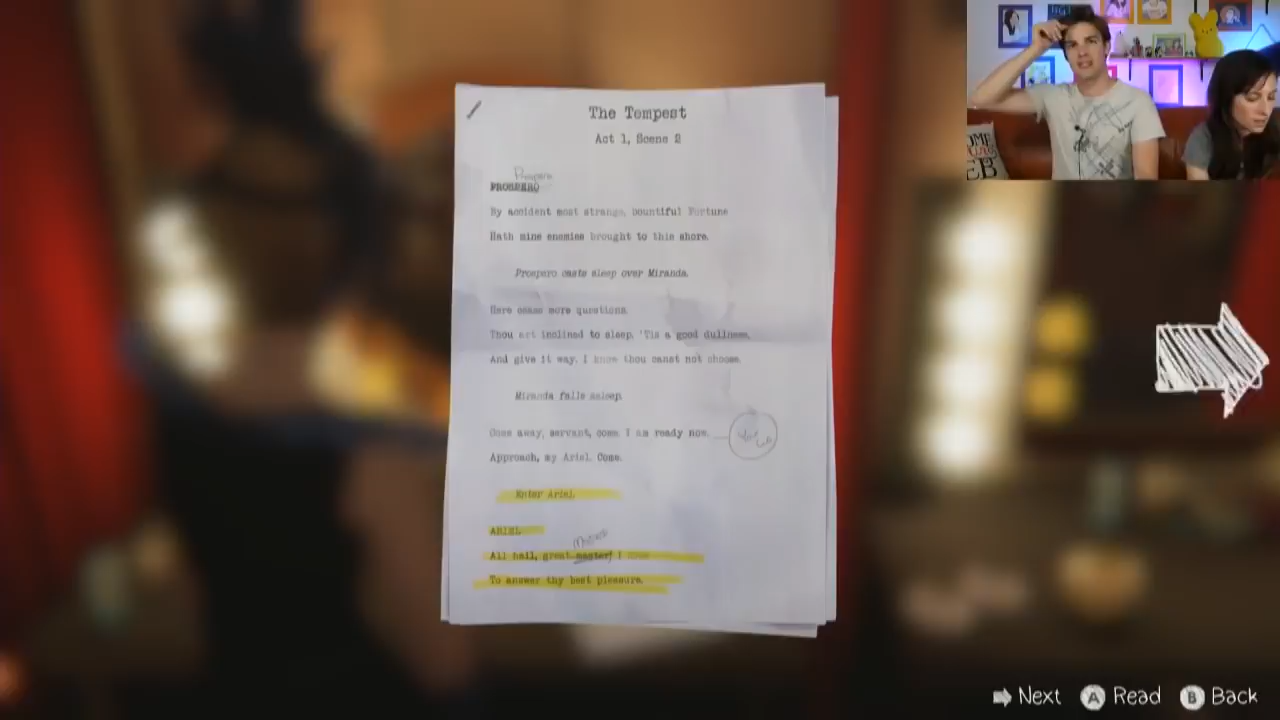 The Tempest
Act 1, Scene 2
Prospera
PROSPERO
By accident most strange, bountiful Fortune
Hath mine enemies brought to this shore.
Prospero casts sleep over Miranda.
Here cease more questions.
Thou art inclined to sleep. 'Tis a good dullness,
And give it way. I know thou canst not choose.
Miranda falls asleep.
Come away, servant, come. I am ready now.
Approach, my Ariel. Come.
Enter Ariel.
ARIEL
All hail, great master! I come
To answer thy best pleasure.
Next
A Read
B Back